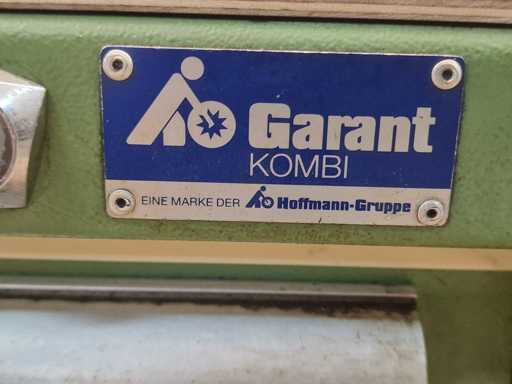 Garant
KOMBI
EINE MARKE DER Hoffmann-Gruppe